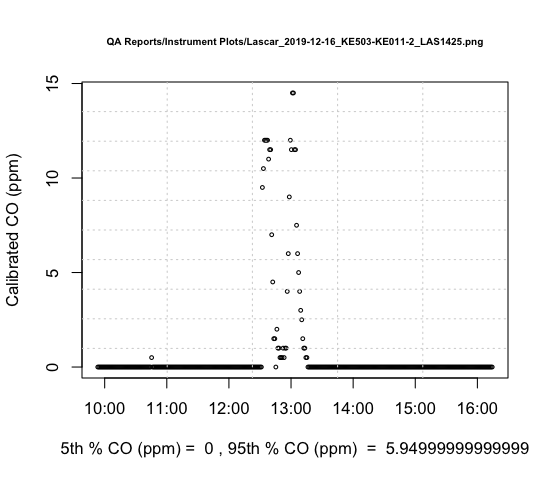 QA Reports/Instrument Plots/Lascar_2019-12-16_KE503-KE011-2_LAS1425.png
15
10
5
0
Calibrated CO (ppm)
10:00 11:00 12:00 13:00 14:00 15:00 16:00
5th % CO (ppm) = 0 , 95th % CO (ppm) = 5.94999999999999